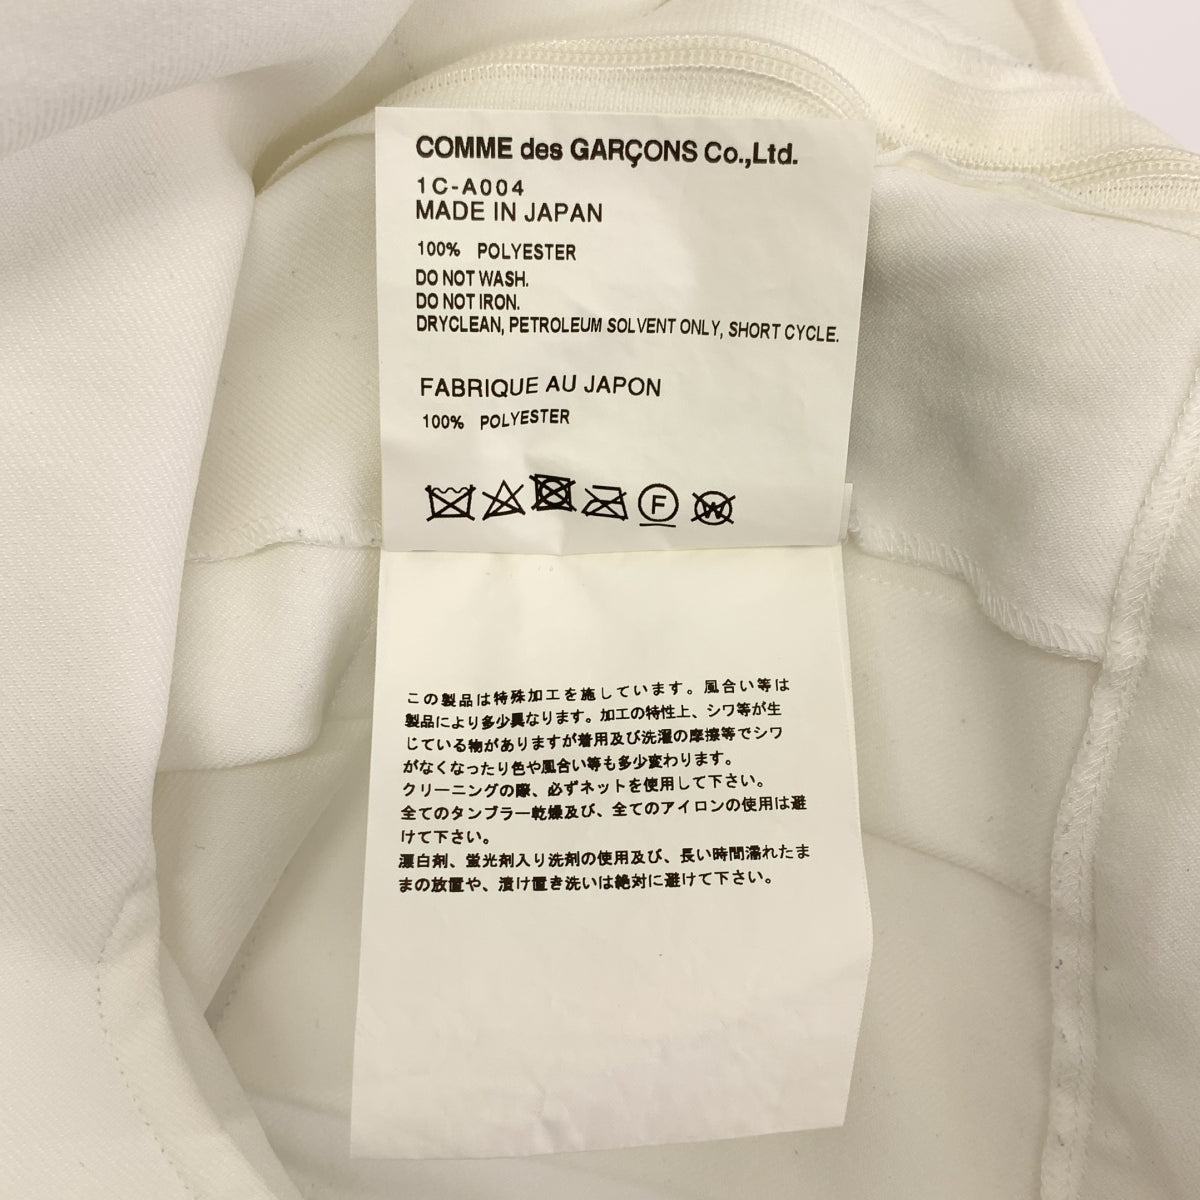 COMME des GARÇONS Co.,Ltd.
1C-A004
MADE IN JAPAN
100% POLYESTER
DO NOT WASH.
DO NOT IRON.
DRYCLEAN, PETROLEUM SOLVENT ONLY, SHORT CYCLE.
FABRIQUE AU JAPON
100% POLYESTER
F W
この製品は特殊加工を施しています。風合い等は
製品により多少異なります。加工の特性上、シワ等が生
じている物がありますが着用及び洗濯の摩擦等でシワ
がなくなったり色や風合い等も多少変わります。
クリーニングの際、必ずネットを使用して下さい。
全てのタンブラー乾燥及び、全てのアイロンの使用は避
けて下さい。
漂白剤、蛍光剤入り洗剤の使用及び、長い時間濡れたま
まの放置や、漬け置き洗いは絶対に避けて下さい。